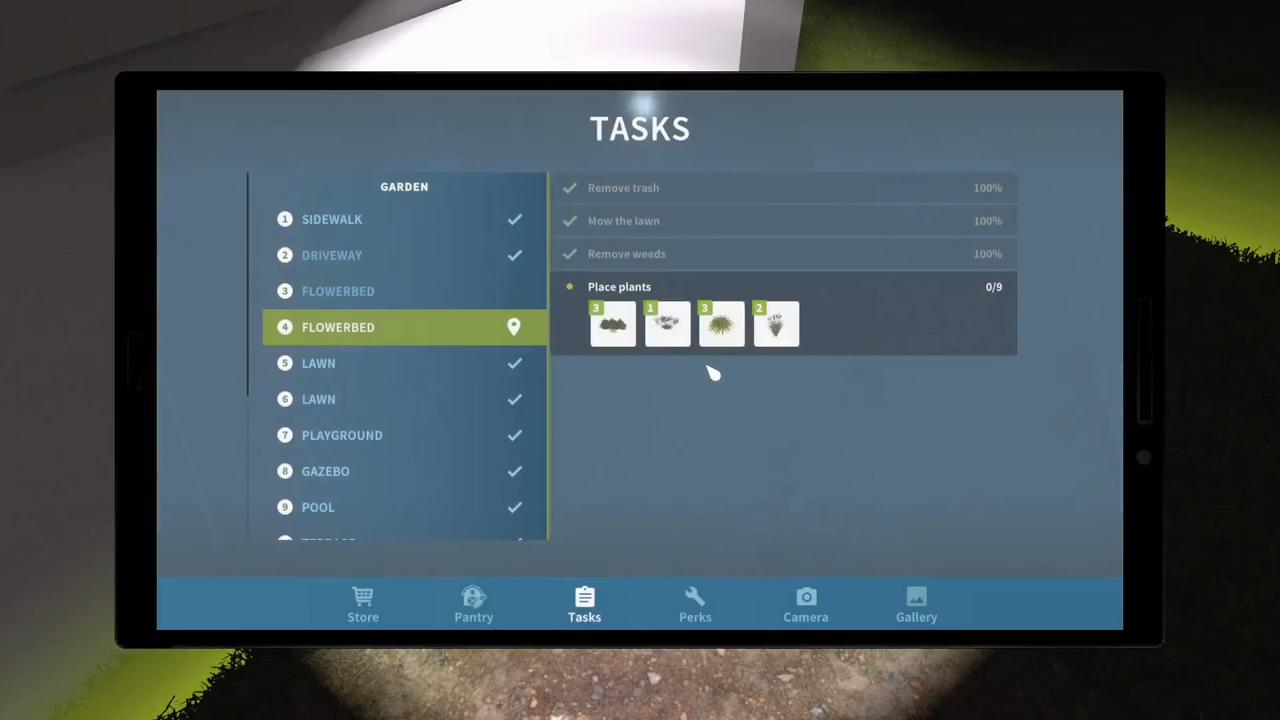 TASKS
GARDEN
1 SIDEWALK
2 DRIVEWAY
3 FLOWERBED
4 FLOWERBED
5 LAWN
6 LAWN
7 PLAYGROUND
8 GAZEBO
9 POOL
Remove trash 100%
Mow the lawn 100%
Remove weeds 100%
Place plants 0/9
3 1 3 2
Store Pantry Tasks Perks Camera Gallery